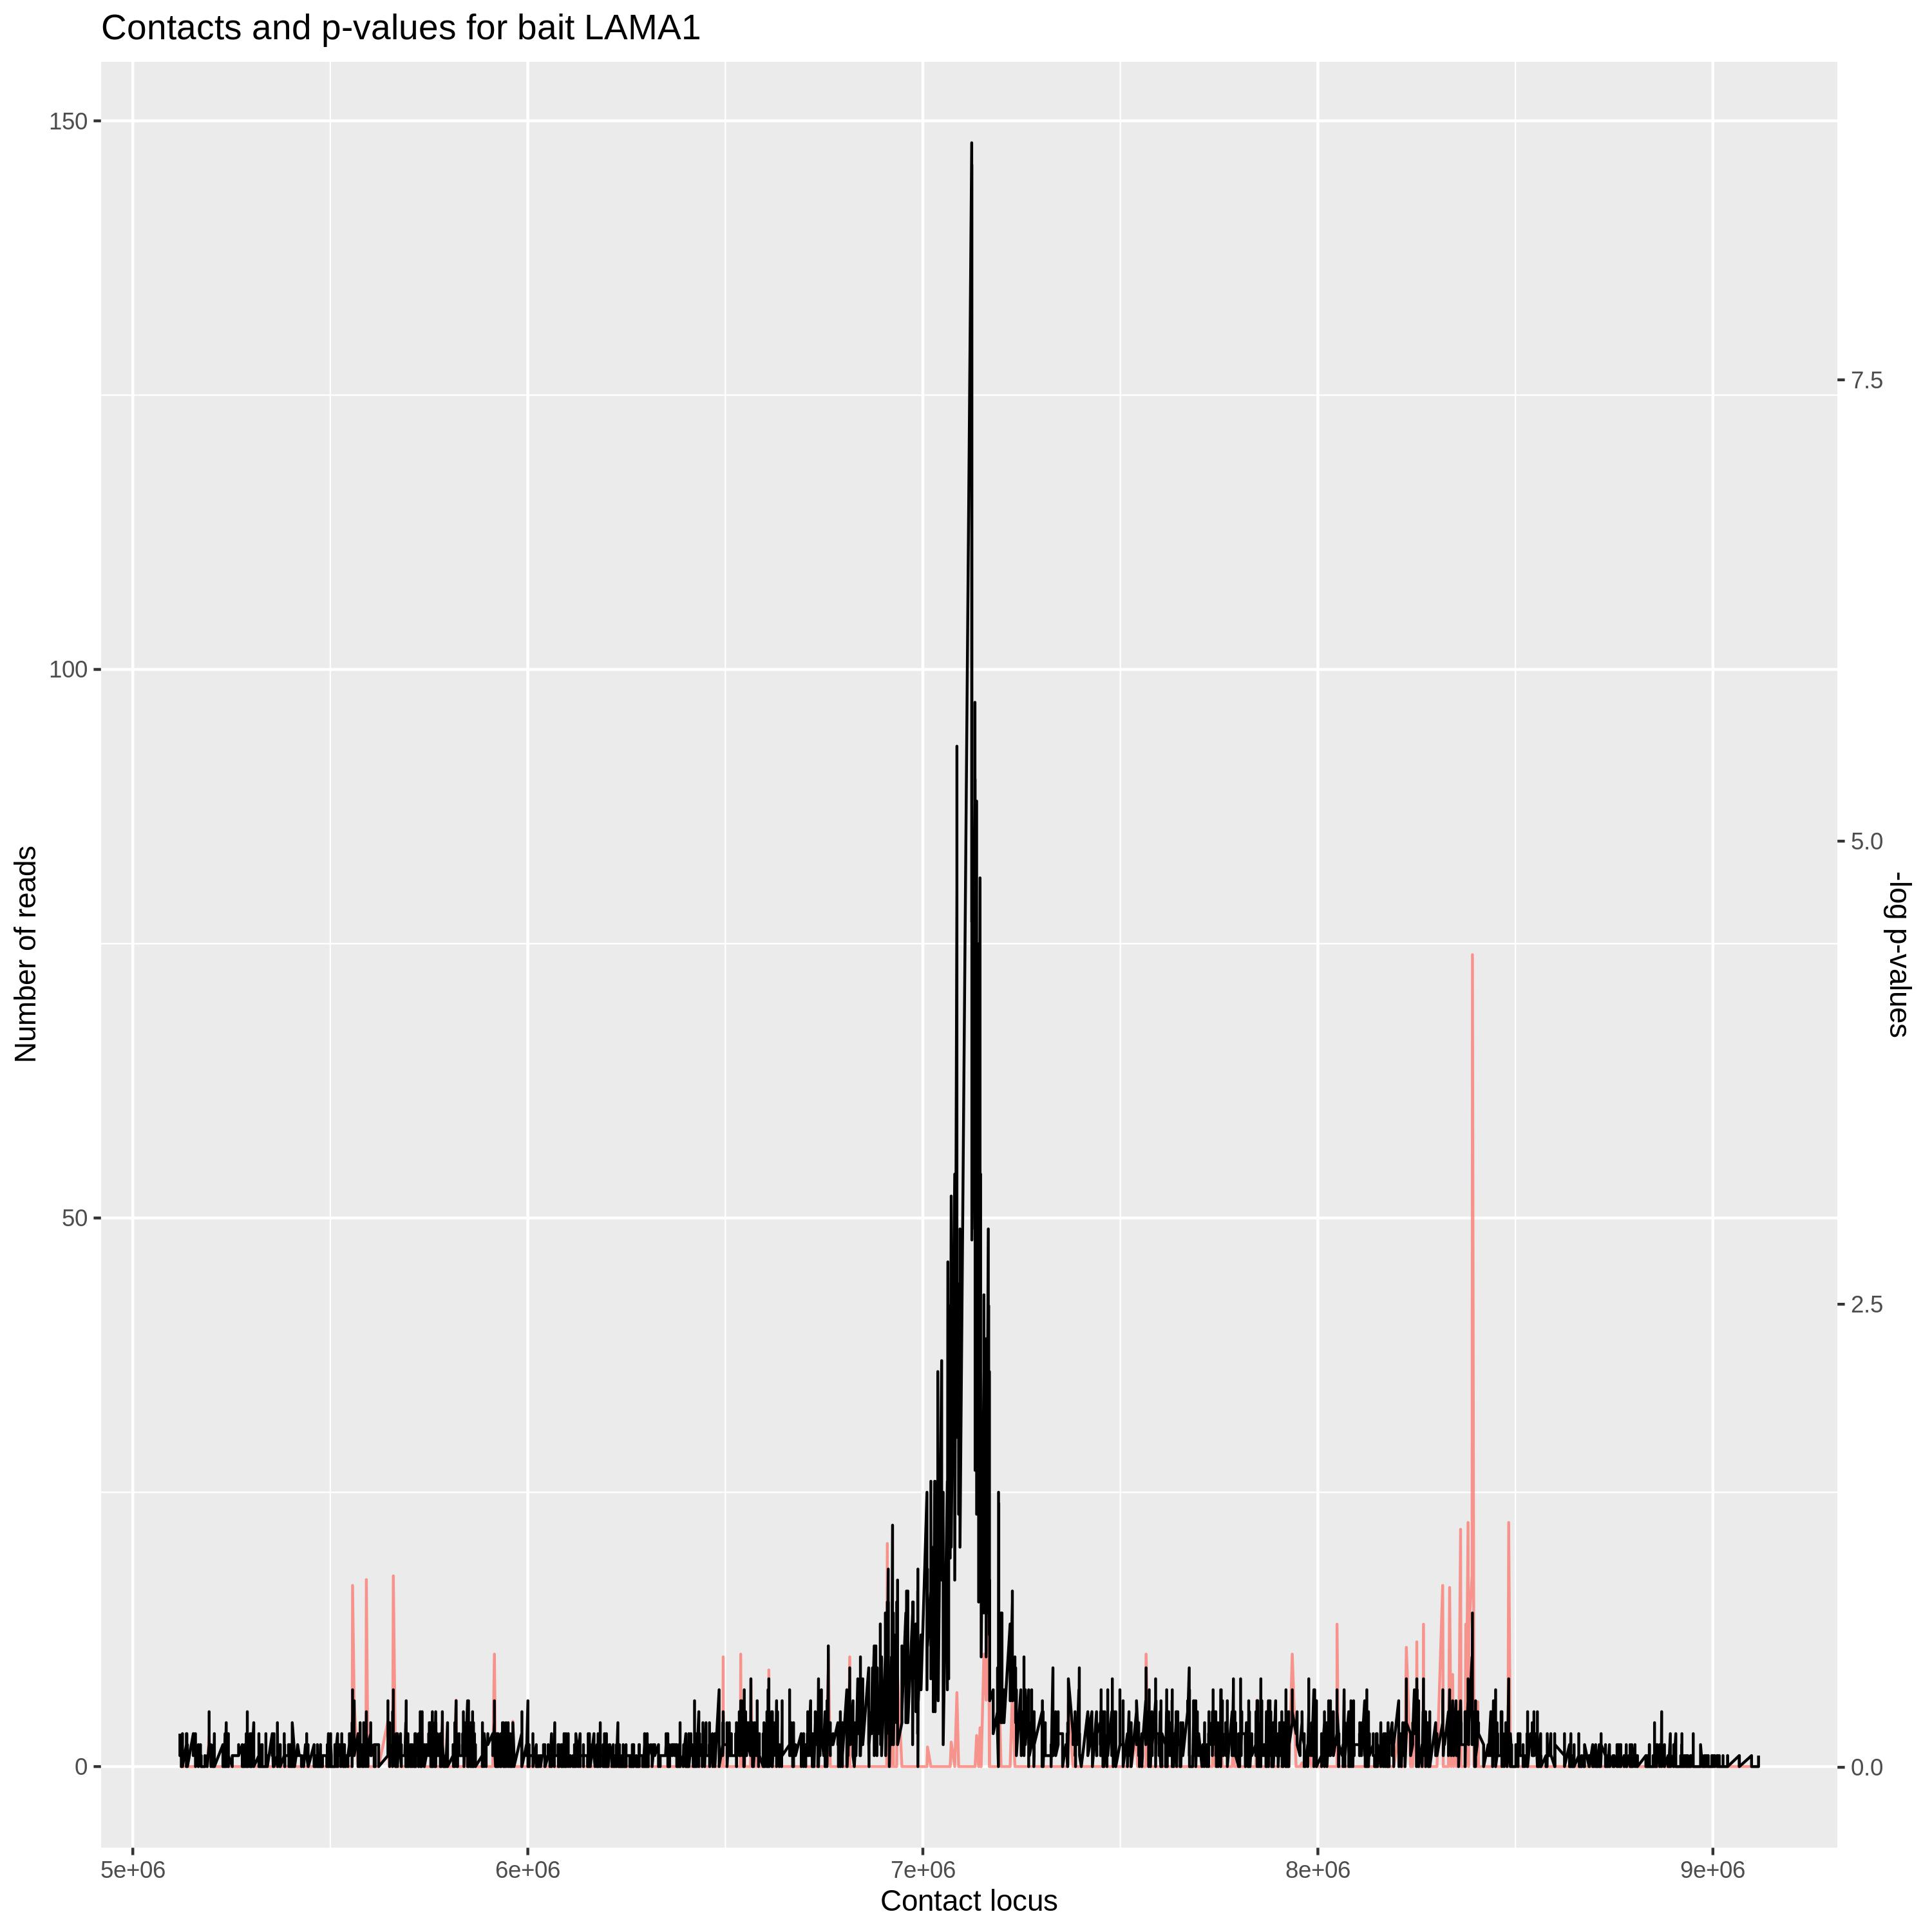 Contacts and p-values for bait LAMA1
150
100
50
0
Number of reads
7.5
5.0
2.5
0.0
-log p-values
5e+06
6e+06
7e+06
8e+06
9e+06
Contact locus